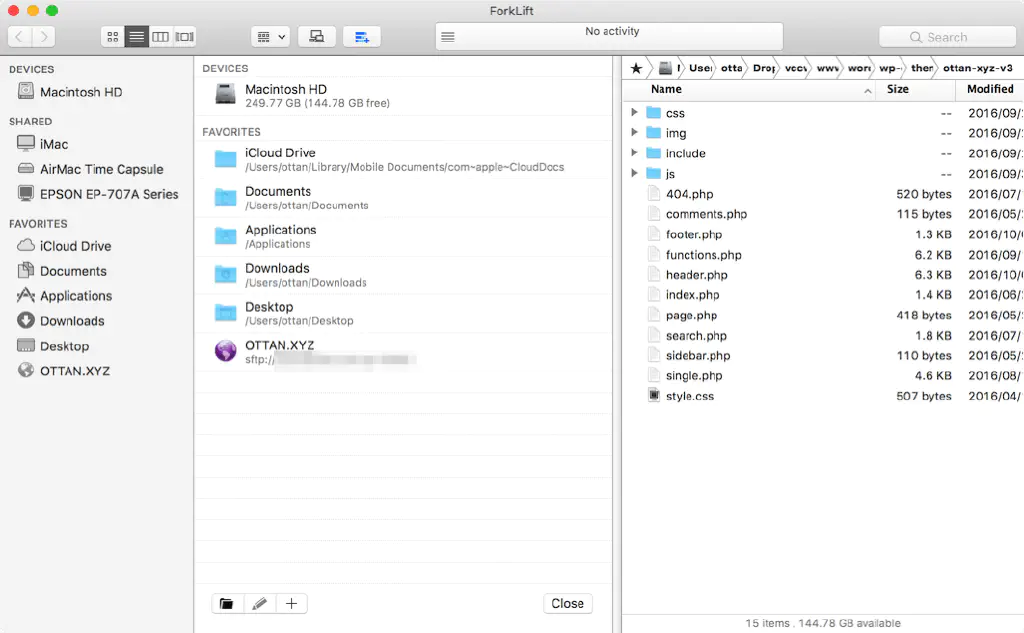 ForkLift
No activity
Search
DEVICES
Macintosh HD
SHARED
iMac
AirMac Time Capsule
EPSON EP-707A Series
FAVORITES
iCloud Drive
Documents
Applications
Downloads
Desktop
OTTAN.XYZ
DEVICES
Macintosh HD
249.77 GB (144.78 GB free)
FAVORITES
iCloud Drive
/Users/ottan/Library/Mobile Documents/com~apple~CloudDocs
Documents
/Users/ottan/Documents
Applications
/Applications
Downloads
/Users/ottan/Downloads
Desktop
/Users/ottan/Desktop
OTTAN.XYZ
sftp://
Close
User otta Drop vccv www wor wp- then ottan-xyz-v3
Name Size Modified
css -- 2016/09/
img -- 2016/09/
include -- 2016/09/
js -- 2016/09/
404.php 520 bytes 2016/07/
comments.php 115 bytes 2016/05/
footer.php 1.3 KB 2016/10/
functions.php 6.2 KB 2016/09/
header.php 6.3 KB 2016/10/
index.php 1.4 KB 2016/06/
page.php 418 bytes 2016/05/
search.php 1.8 KB 2016/07/
sidebar.php 110 bytes 2016/05/
single.php 4.6 KB 2016/08/
style.css 507 bytes 2016/04/
15 items , 144.78 GB available